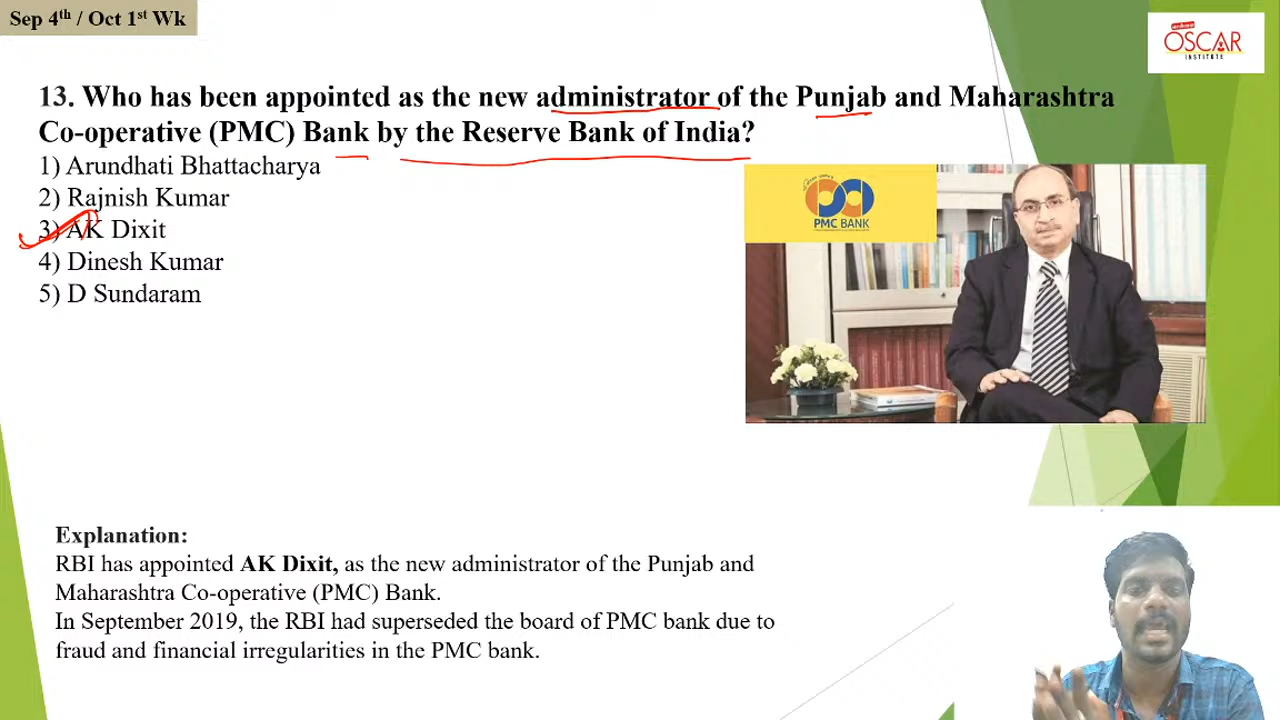 Sep 4th / Oct 1st Wk
OSCAR
INSTITUTE
13. Who has been appointed as the new administrator of the Punjab and Maharashtra
Co-operative (PMC) Bank by the Reserve Bank of India?
1) Arundhati Bhattacharya
2) Rajnish Kumar
3) AK Dixit
4) Dinesh Kumar
5) D Sundaram
PMC BANK
Explanation:
RBI has appointed AK Dixit, as the new administrator of the Punjab and
Maharashtra Co-operative (PMC) Bank.
In September 2019, the RBI had superseded the board of PMC bank due to
fraud and financial irregularities in the PMC bank.